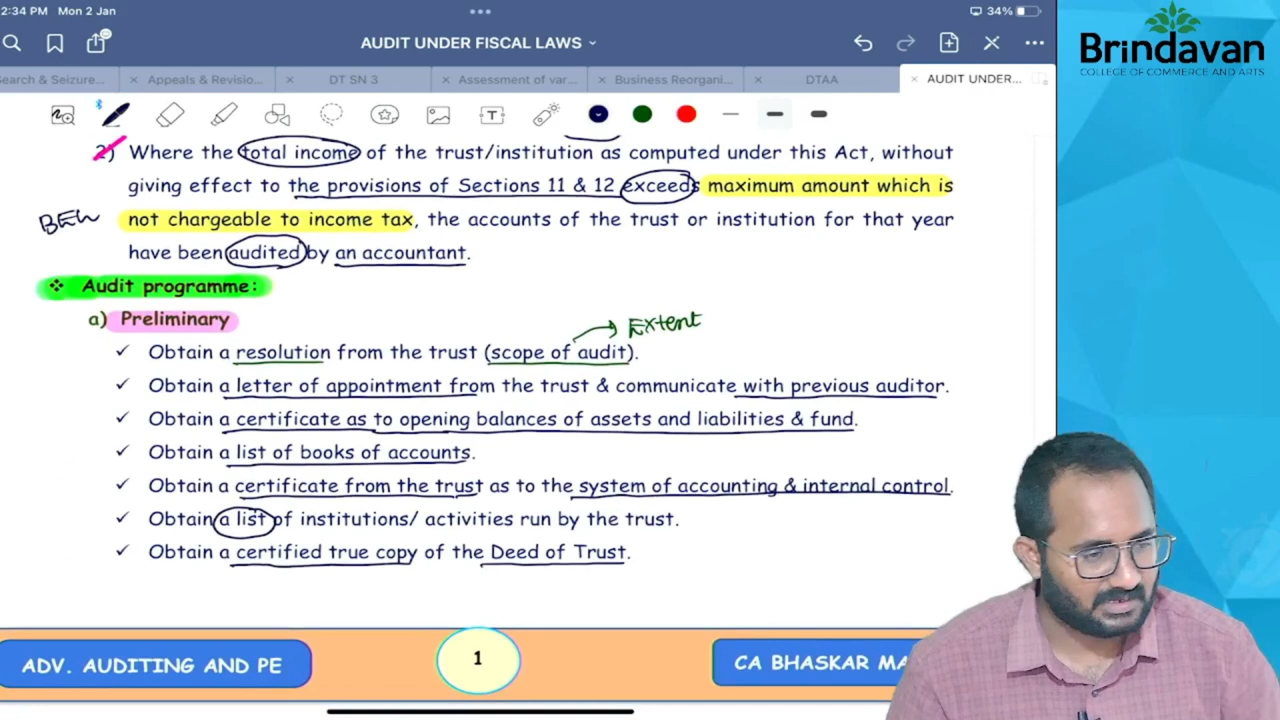 2:34 PM Mon 2 Jan
34%
AUDIT UNDER FISCAL LAWS
Brindavan
COLLEGE OF COMMERCE AND ARTS
earch & Seizure...
Appeals & Revisio...
DT SN 3
Assessment of var...
Business Reorgani...
DTAA
AUDIT UNDER...
2) Where the total income of the trust/institution as computed under this Act, without
giving effect to the provisions of Sections 11 & 12 exceeds maximum amount which is
not chargeable to income tax, the accounts of the trust or institution for that year
have been audited by an accountant.
❖ Audit programme:
a) Preliminary
Extent
✓ Obtain a resolution from the trust (scope of audit).
✓ Obtain a letter of appointment from the trust & communicate with previous auditor.
✓ Obtain a certificate as to opening balances of assets and liabilities & fund.
✓ Obtain a list of books of accounts.
✓ Obtain a certificate from the trust as to the system of accounting & internal control.
✓ Obtain a list of institutions/ activities run by the trust.
✓ Obtain a certified true copy of the Deed of Trust.
ADV. AUDITING AND PE
1
CA BHASKAR MA